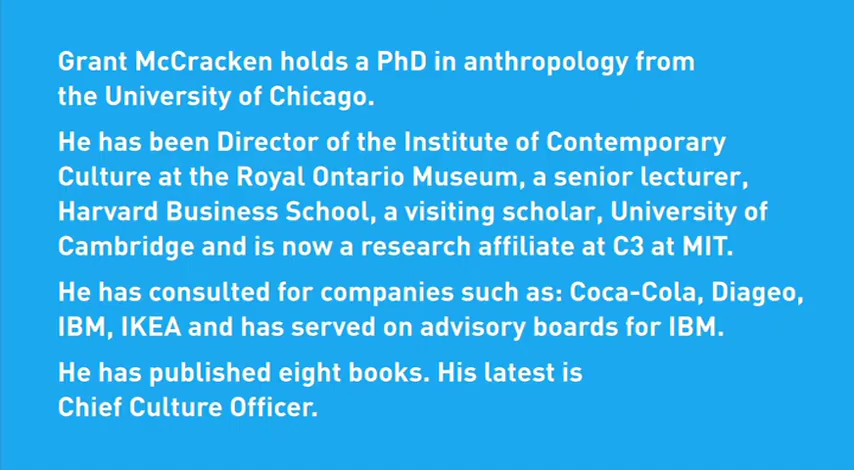 Grant McCracken holds a PhD in anthropology from
the University of Chicago.
He has been Director of the Institute of Contemporary
Culture at the Royal Ontario Museum, a senior lecturer,
Harvard Business School, a visiting scholar, University of
Cambridge and is now a research affiliate at C3 at MIT.
He has consulted for companies such as: Coca-Cola, Diageo,
IBM, IKEA and has served on advisory boards for IBM.
He has published eight books. His latest is
Chief Culture Officer.